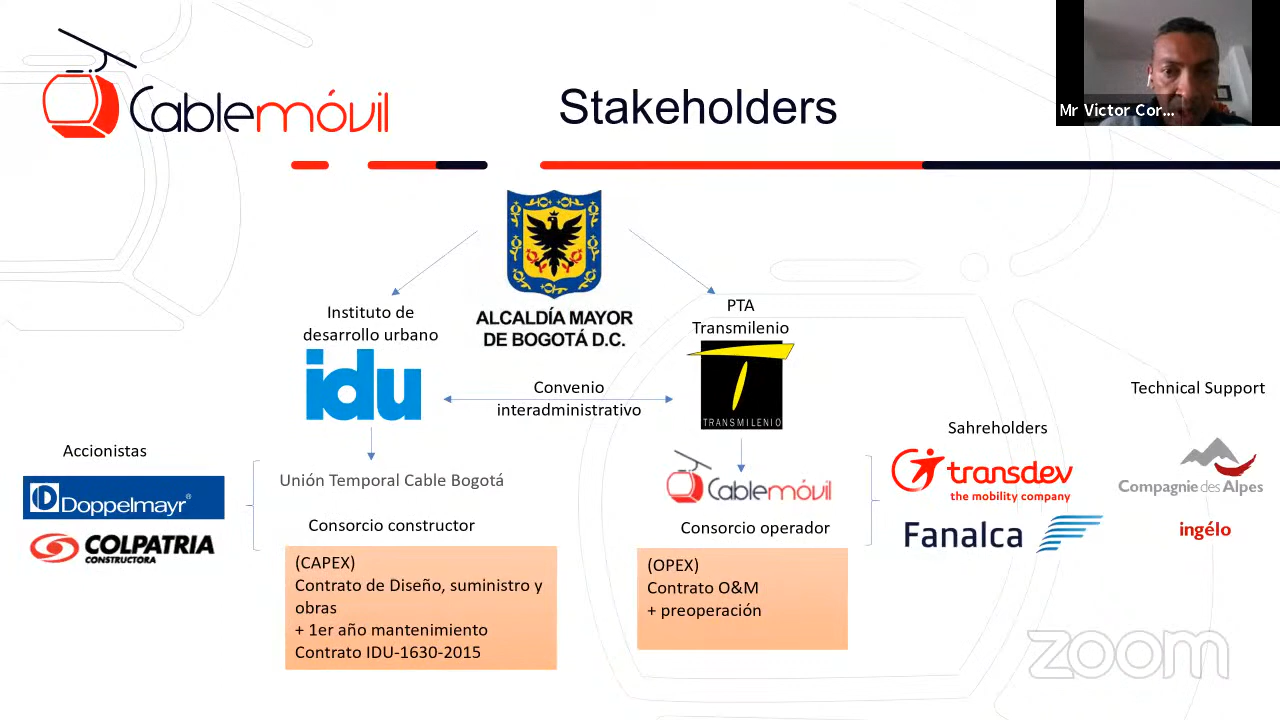 Cablemóvil
Stakeholders
Mr Victor Cor...
ALCALDÍA MAYOR
DE BOGOTÁ D.C.
Instituto de
desarrollo urbano
idu
PTA
Transmilenio
TRANSMILENIO
Convenio
interadministrativo
Accionistas
Doppelmayr®
COLPATRIA
CONSTRUCTORA
Unión Temporal Cable Bogotá
Consorcio constructor
(CAPEX)
Contrato de Diseño, suministro y
obras
+ 1er año mantenimiento
Contrato IDU-1630-2015
Cablemóvil
Consorcio operador
(OPEX)
Contrato O&M
+ preoperación
Sahreholders
transdev
the mobility company
Fanalca
Technical Support
Compagnie des Alpes
ingélo
zoom